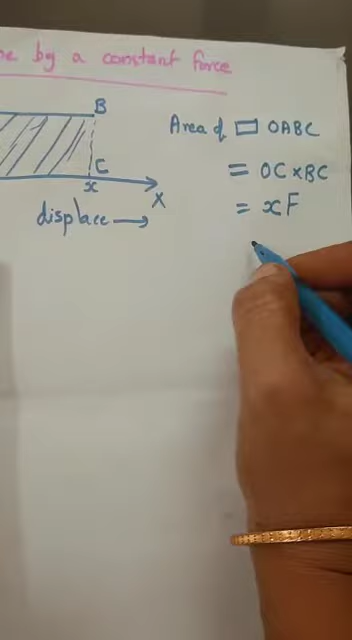 by a constant force
B
Area of ▭ OABC
C
= OC × BC
x
X
= xF
displace →